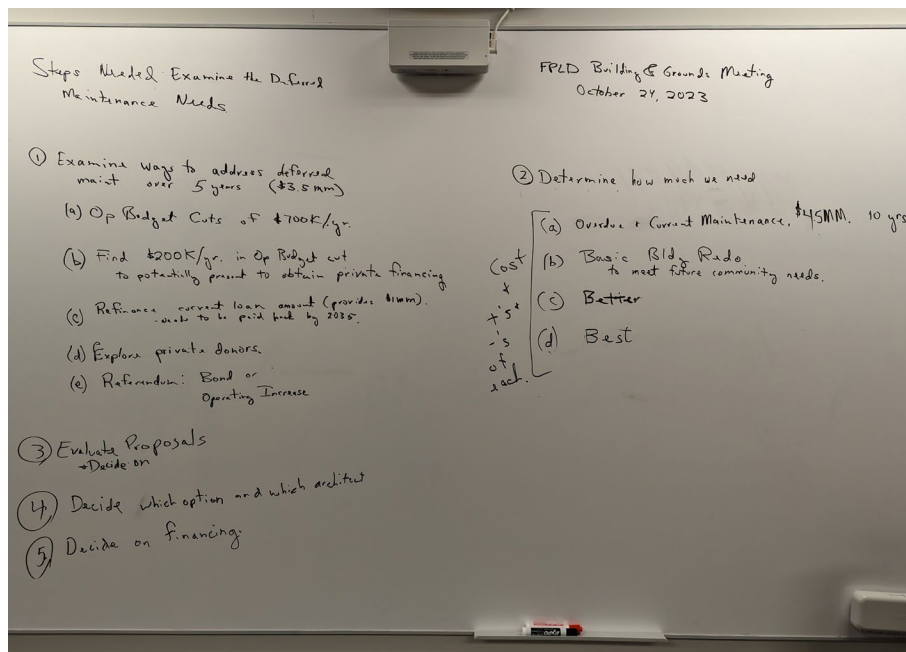 Steps Needed Examine the Deferred
Maintenance Needs
FPLD Building & Grounds Meeting
October 24, 2023
① Examine ways to address deferred
maint over 5 years ($3.5mm)
(a) Op Budget Cuts of $700K/yr.
(b) Find $200K/yr. in Op Budget cut
to potentially present to obtain private financing
(c) Refinance current loan amount (provides $1mm).
- needs to be paid back by 2035.
(d) Explore private donors.
(e) Referendum: Bond or
Operating Increase
② Determine how much we need
(a) Overdue + Current Maintenance, $4.5MM. 10 yrs
(b) Basic Bldg Redo
to meet future community needs.
(c) Better
(d) Best
Cost
+
+'s +
-'s
of
each.
③ Evaluate Proposals
Decide on
④ Decide which option and which architect
⑤ Decide on financing.
EXPO